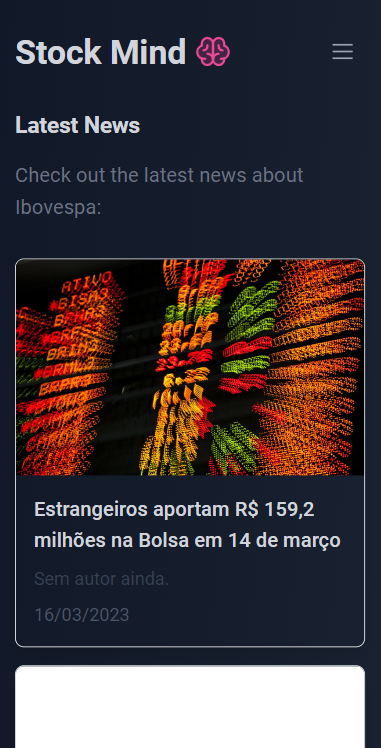 Stock Mind
Latest News
Check out the latest news about
Ibovespa:
ATIVO
Estrangeiros aportam R$ 159,2
milhões na Bolsa em 14 de março
Sem autor ainda.
16/03/2023